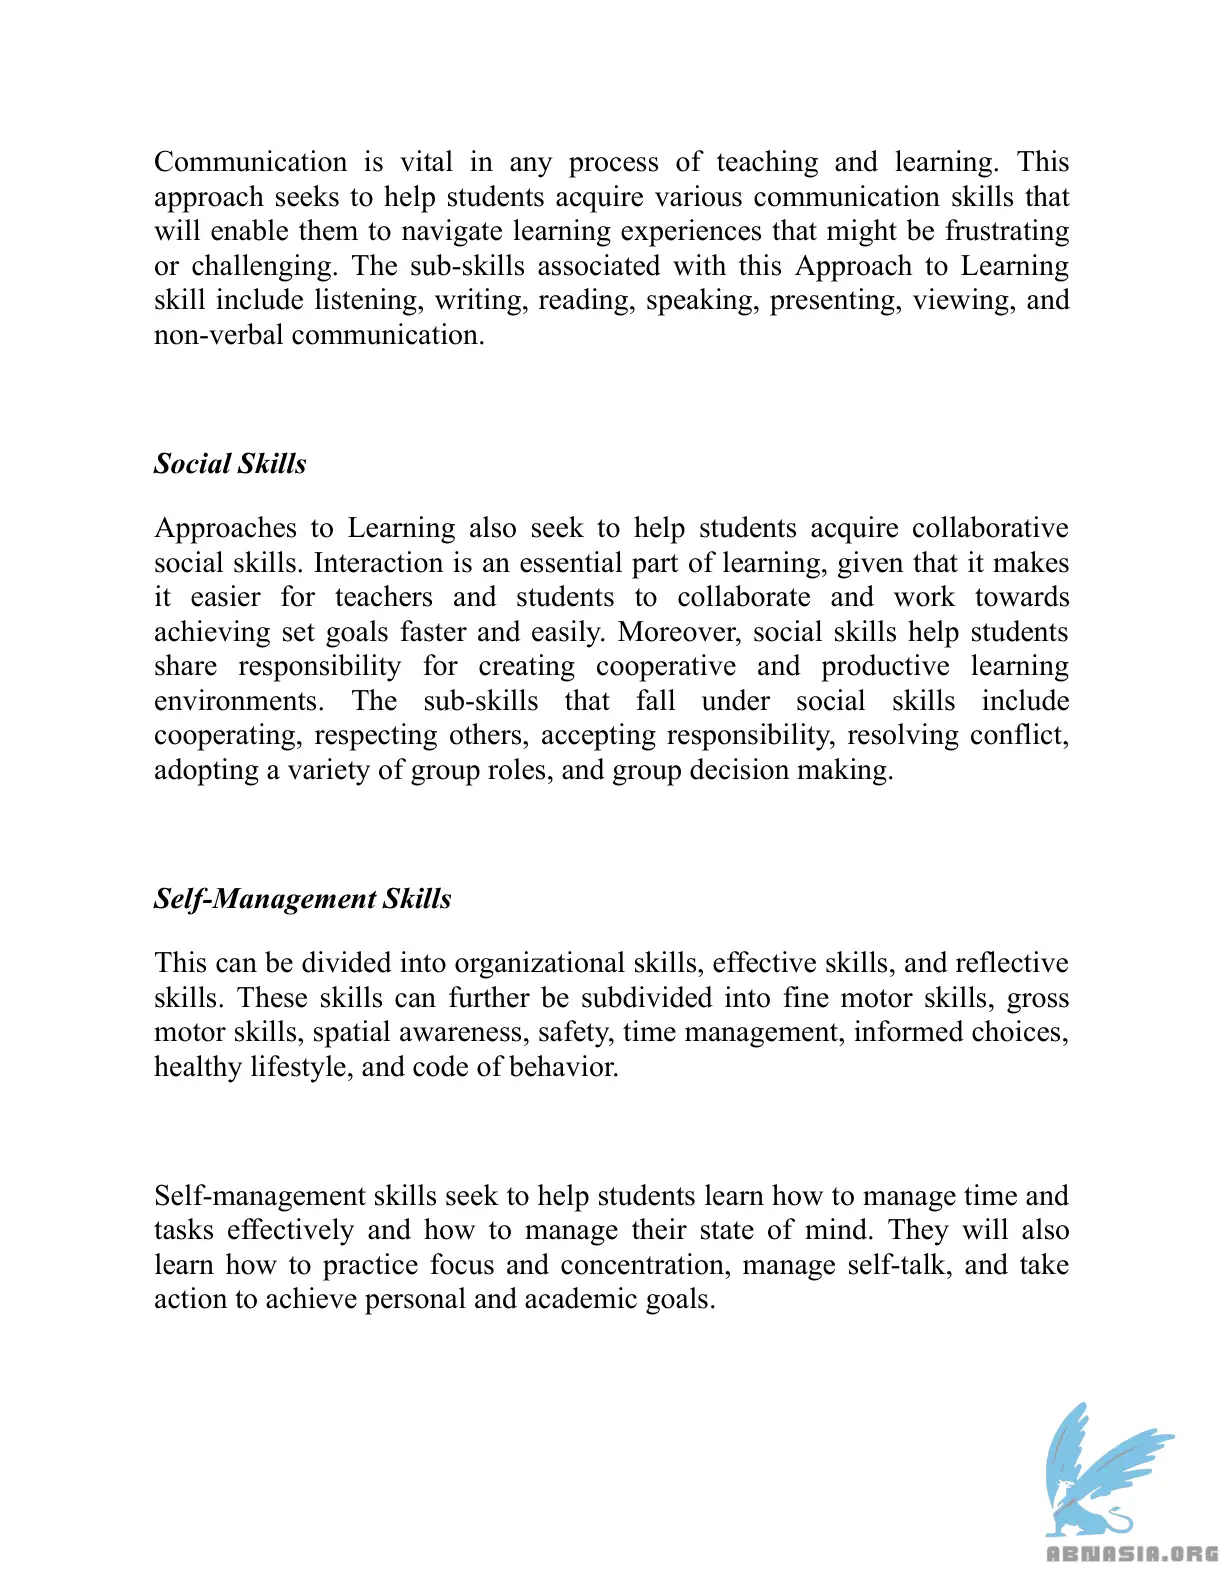 Communication is vital in any process of teaching and learning. This
approach seeks to help students acquire various communication skills that
will enable them to navigate learning experiences that might be frustrating
or challenging. The sub-skills associated with this Approach to Learning
skill include listening, writing, reading, speaking, presenting, viewing, and
non-verbal communication.
Social Skills
Approaches to Learning also seek to help students acquire collaborative
social skills. Interaction is an essential part of learning, given that it makes
it easier for teachers and students to collaborate and work towards
achieving set goals faster and easily. Moreover, social skills help students
share responsibility for creating cooperative and productive learning
environments. The sub-skills that fall under social skills include
cooperating, respecting others, accepting responsibility, resolving conflict,
adopting a variety of group roles, and group decision making.
Self-Management Skills
This can be divided into organizational skills, effective skills, and reflective
skills. These skills can further be subdivided into fine motor skills, gross
motor skills, spatial awareness, safety, time management, informed choices,
healthy lifestyle, and code of behavior.
Self-management skills seek to help students learn how to manage time and
tasks effectively and how to manage their state of mind. They will also
learn how to practice focus and concentration, manage self-talk, and take
action to achieve personal and academic goals.
ABNASIA.ORG